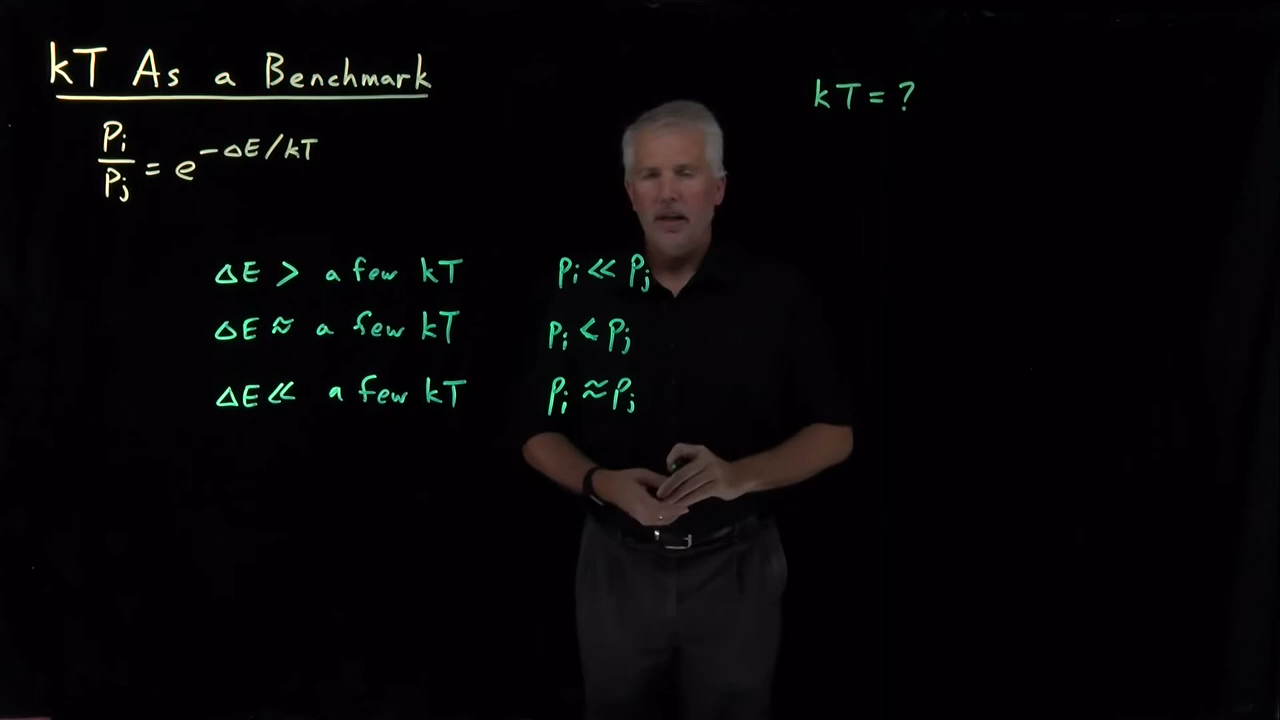 kT As a Benchmark
kT = ?
Pi/Pj = e^-ΔE/kT
ΔE > a few kT Pi << Pj
ΔE ≈ a few kT Pi < Pj
ΔE << a few kT Pi ≈ Pj